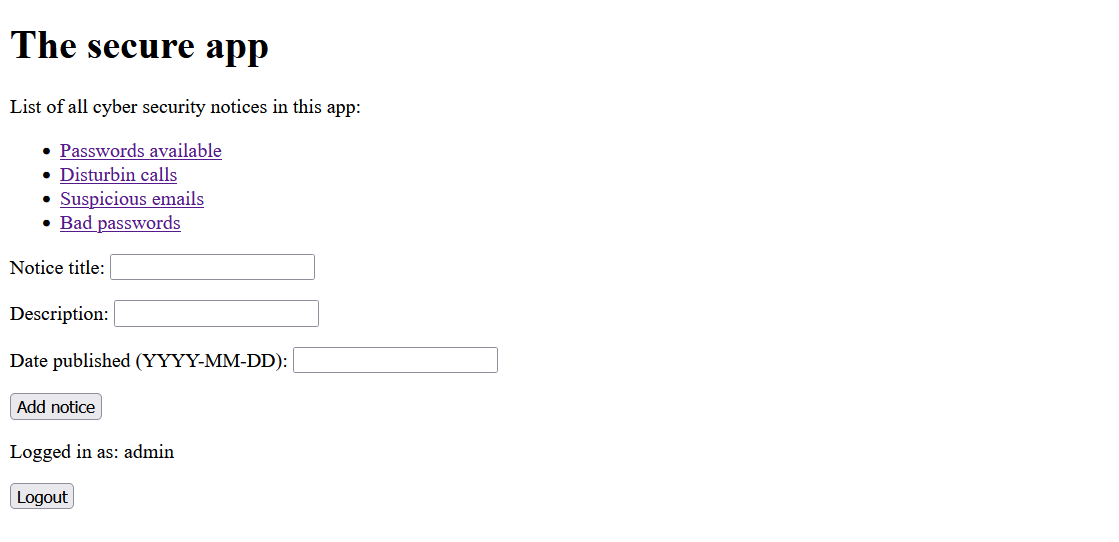 The secure app
List of all cyber security notices in this app:
Passwords available
Disturbin calls
Suspicious emails
Bad passwords
Notice title:
Description:
Date published (YYYY-MM-DD):
Add notice
Logged in as: admin
Logout